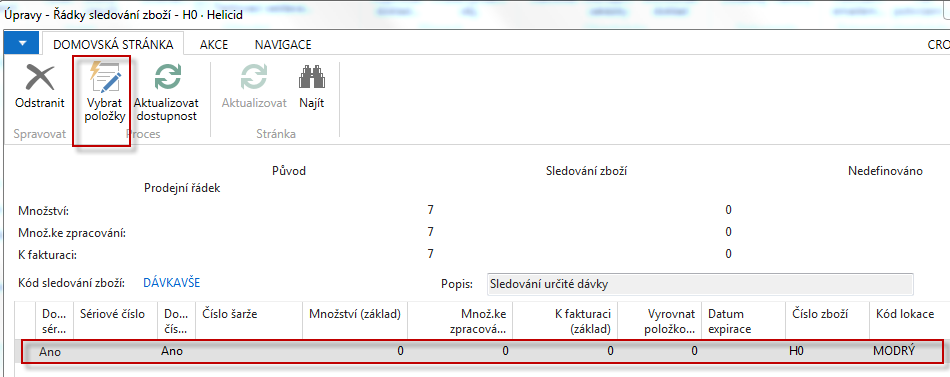 Úpravy - Řádky sledování zboží - H0 · Helicid
DOMOVSKÁ STRÁNKA AKCE NAVIGACE CRO
Odstranit Vybrat položky Aktualizovat dostupnost Aktualizovat Najít
Spravovat Proces Stránka
Původ Sledování zboží Nedefinováno
Prodejní řádek
Množství: 7 0
Množ.ke zpracování: 7 0
K fakturaci: 7 0
Kód sledování zboží: DÁVKAVŠE Popis: Sledování určité dávky
Do... sér... Sériové číslo Do... čís... Číslo šarže Množství (základ) Množ.ke zpracová... K fakturaci (základ) Vyrovnat položko... Datum expirace Číslo zboží Kód lokace
Ano Ano 0 0 0 0 H0 MODRÝ